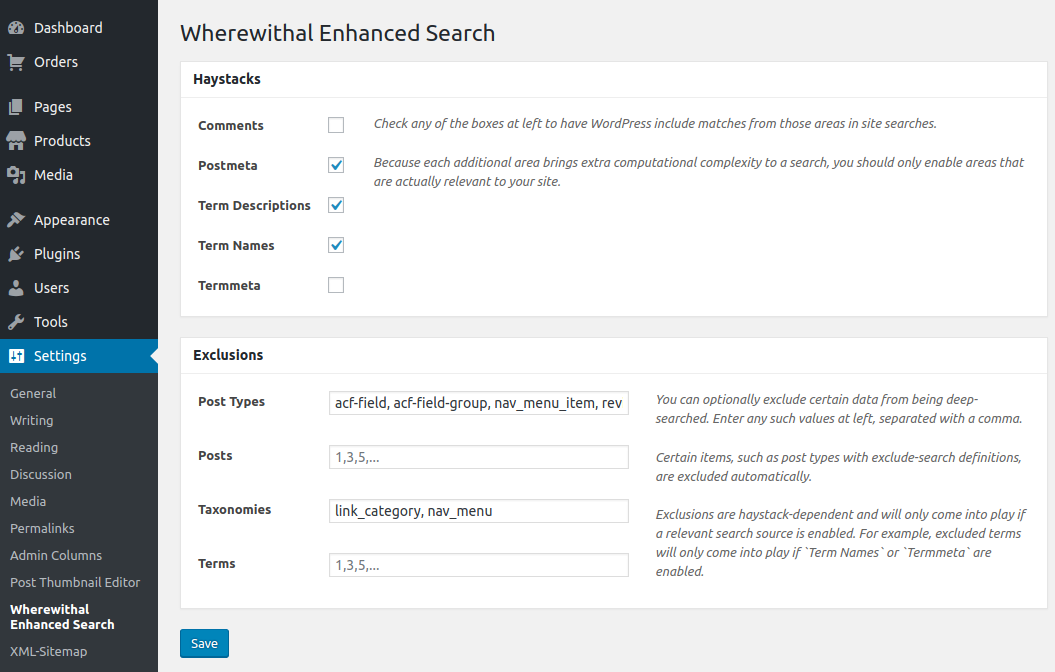 Dashboard
Orders
Pages
Products
Media
Appearance
Plugins
Users
Tools
Settings
General
Writing
Reading
Discussion
Media
Permalinks
Admin Columns
Post Thumbnail Editor
Wherewithal
Enhanced Search
XML-Sitemap
Wherewithal Enhanced Search
Haystacks
Comments
Postmeta
Term Descriptions
Term Names
Termmeta
Check any of the boxes at left to have WordPress include matches from those areas in site searches.
Because each additional area brings extra computational complexity to a search, you should only enable areas that
are actually relevant to your site.
Exclusions
Post Types
acf-field, acf-field-group, nav_menu_item, rev
Posts
1,3,5,...
Taxonomies
link_category, nav_menu
Terms
1,3,5,...
You can optionally exclude certain data from being deep-
searched. Enter any such values at left, separated with a comma.
Certain items, such as post types with exclude-search definitions,
are excluded automatically.
Exclusions are haystack-dependent and will only come into play if
a relevant search source is enabled. For example, excluded terms
will only come into play if `Term Names` or `Termmeta` are
enabled.
Save